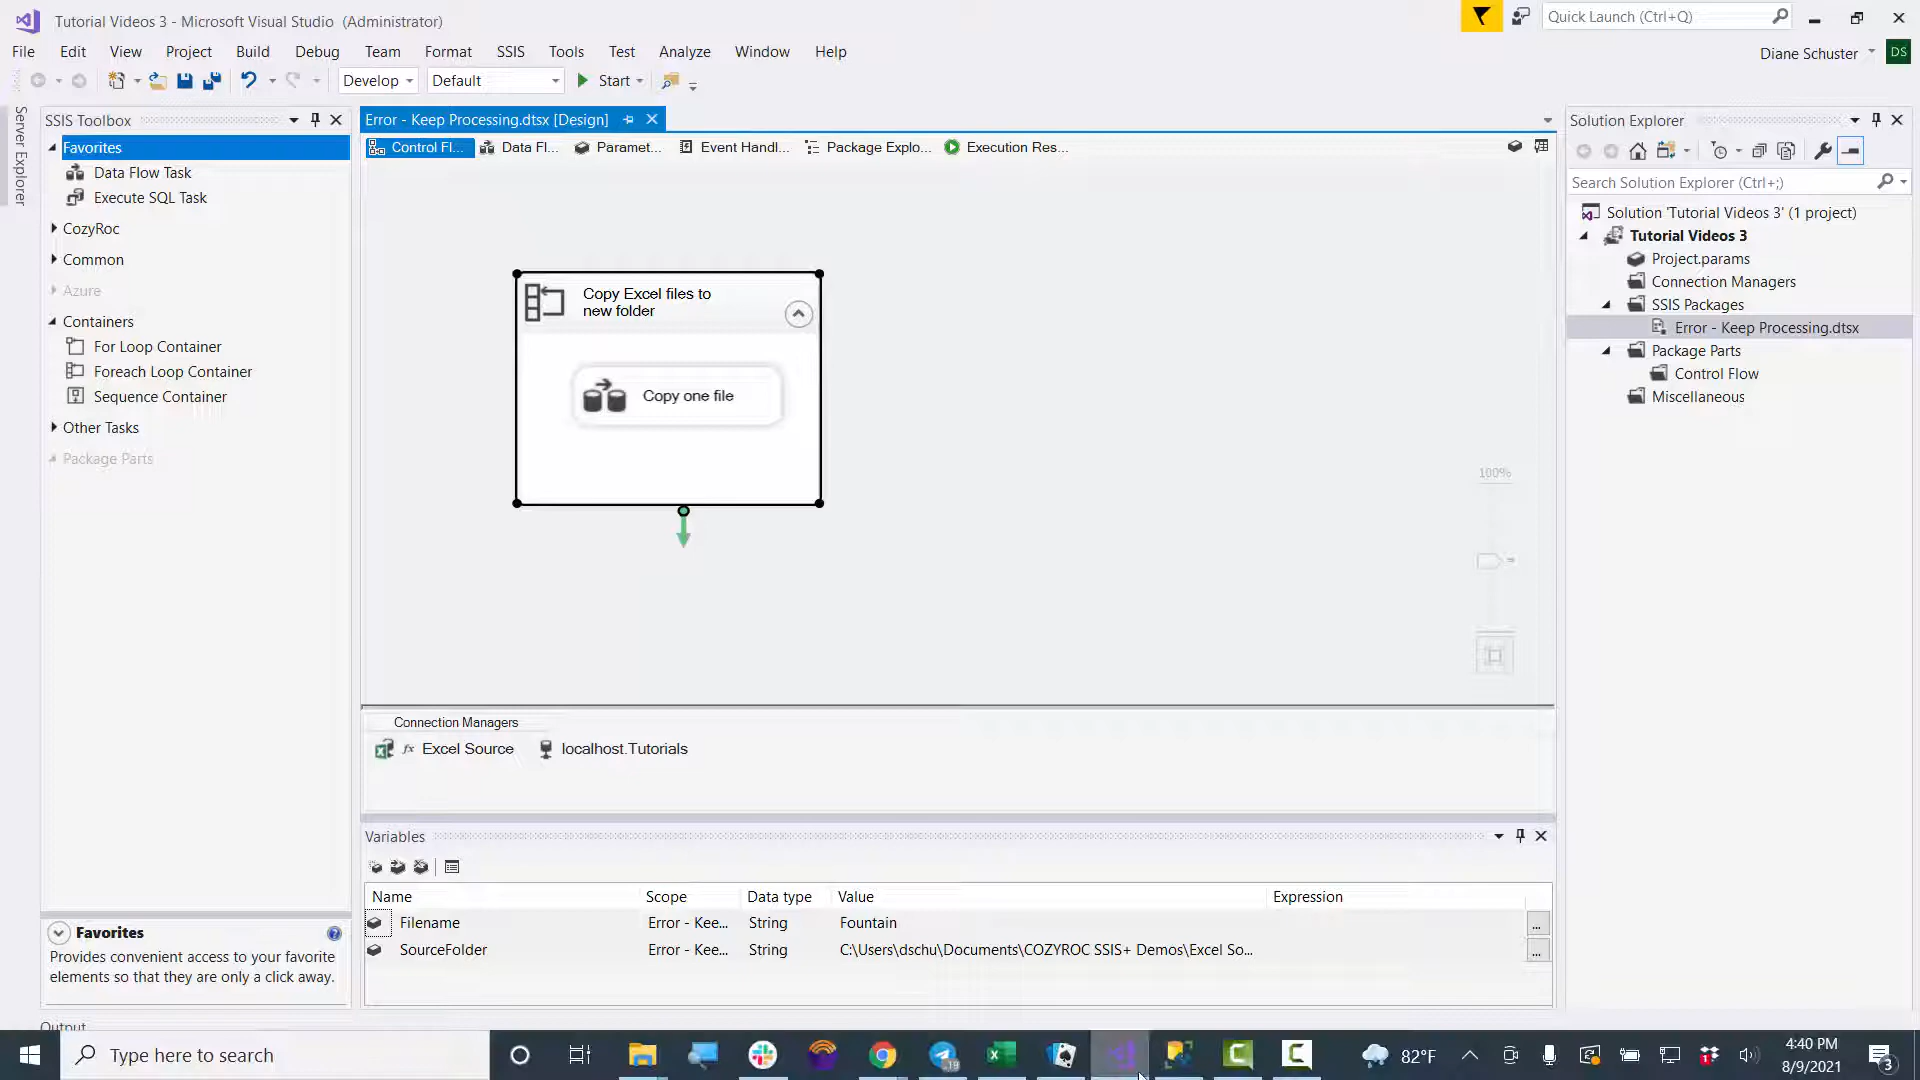 Tutorial Videos 3 - Microsoft Visual Studio (Administrator)
Quick Launch (Ctrl+Q)
File Edit View Project Build Debug Team Format SSIS Tools Test Analyze Window Help
Diane Schuster DS
Develop Default Start
Server Explorer
SSIS Toolbox
Favorites
Data Flow Task
Execute SQL Task
CozyRoc
Common
Azure
Containers
For Loop Container
Foreach Loop Container
Sequence Container
Other Tasks
Package Parts
Favorites
Provides convenient access to your favorite
elements so that they are only a click away.
Output
Error - Keep Processing.dtsx [Design]
Control Fl... Data Fl... Paramet... Event Handl... Package Explo... Execution Res...
Copy Excel files to
new folder
Copy one file
100%
Connection Managers
fx Excel Source localhost.Tutorials
Variables
Name Scope Data type Value Expression
Filename Error - Kee... String Fountain ...
SourceFolder Error - Kee... String C:\Users\dschu\Documents\COZYROC SSIS+ Demos\Excel So... ...
Solution Explorer
Search Solution Explorer (Ctrl+;)
Solution 'Tutorial Videos 3' (1 project)
Tutorial Videos 3
Project.params
Connection Managers
SSIS Packages
Error - Keep Processing.dtsx
Package Parts
Control Flow
Miscellaneous
Type here to search
19
82°F
1
4:40 PM
8/9/2021
3